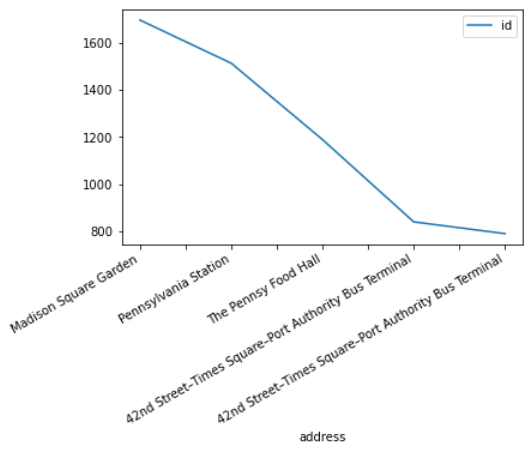 id
1600
1400
1200
1000
800
Madison Square Garden
Pennsylvania Station
The Pennsy Food Hall
42nd Street–Times Square–Port Authority Bus Terminal
42nd Street–Times Square–Port Authority Bus Terminal
address